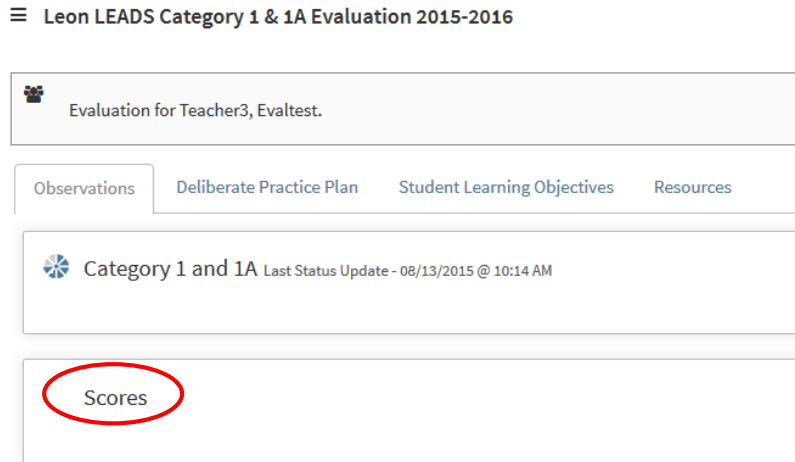 Leon LEADS Category 1 & 1A Evaluation 2015-2016
Evaluation for Teacher3, Evaltest.
Observations Deliberate Practice Plan Student Learning Objectives Resources
Category 1 and 1A Last Status Update - 08/13/2015 @ 10:14 AM
Scores